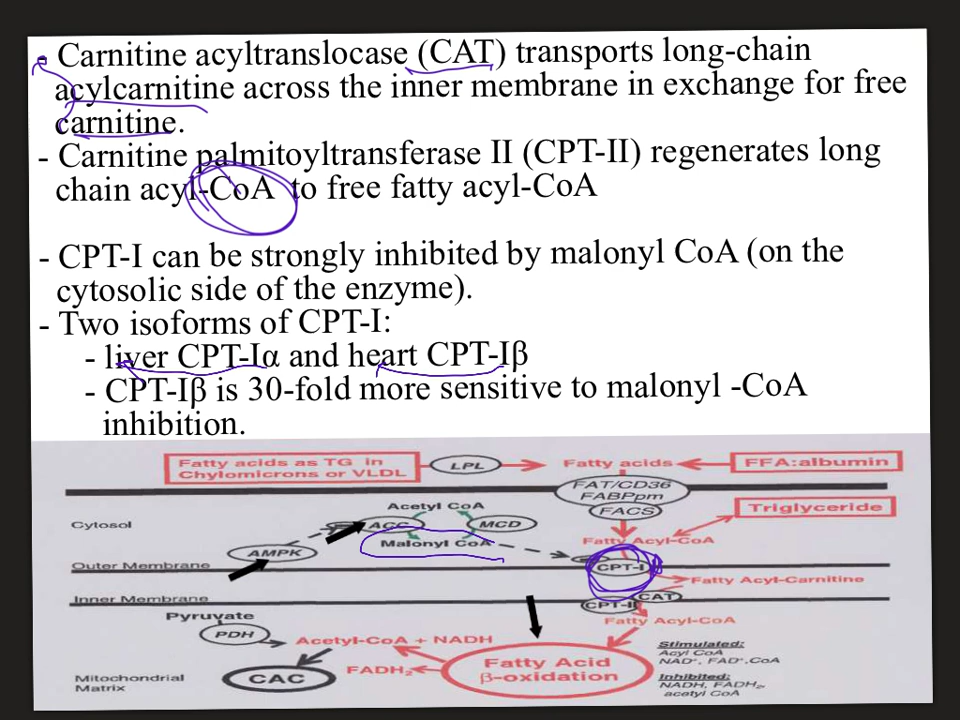 - Carnitine acyltranslocase (CAT) transports long-chain
acylcarnitine across the inner membrane in exchange for free
carnitine.
- Carnitine palmitoyltransferase II (CPT-II) regenerates long
chain acyl-CoA to free fatty acyl-CoA
- CPT-I can be strongly inhibited by malonyl CoA (on the
cytosolic side of the enzyme).
- Two isoforms of CPT-I:
- liver CPT-Iα and heart CPT-Iβ
- CPT-Iβ is 30-fold more sensitive to malonyl -CoA
inhibition.
Fatty acids as TG in
Chylomicrons or VLDL
LPL
Fatty acids
FFA:albumin
FAT/CD36
FABPpm
FACS
Triglyceride
Cytosol
Acetyl CoA
ACC
MCD
Malonyl CoA
Fatty Acyl-CoA
AMPK
Outer Membrane
CPT-I
Fatty Acyl-Carnitine
Inner Membrane
CAT
CPT-II
Pyruvate
Fatty Acyl-CoA
PDH
Acetyl-CoA + NADH
FADH₂
CAC
Fatty Acid
β-oxidation
Stimulated:
Acyl CoA
NAD⁺, FAD⁺, CoA
Inhibited:
NADH, FADH₂,
acetyl CoA
Mitochondrial
Matrix